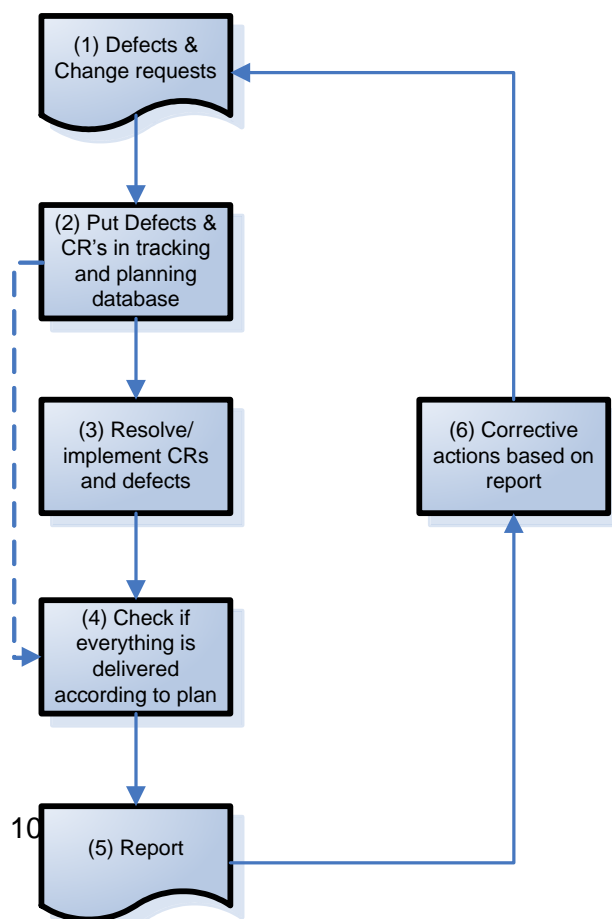 (1) Defects &
Change requests
(2) Put Defects &
CR's in tracking
and planning
database
(3) Resolve/
implement CRs
and defects
(6) Corrective
actions based on
report
(4) Check if
everything is
delivered
according to plan
10
(5) Report